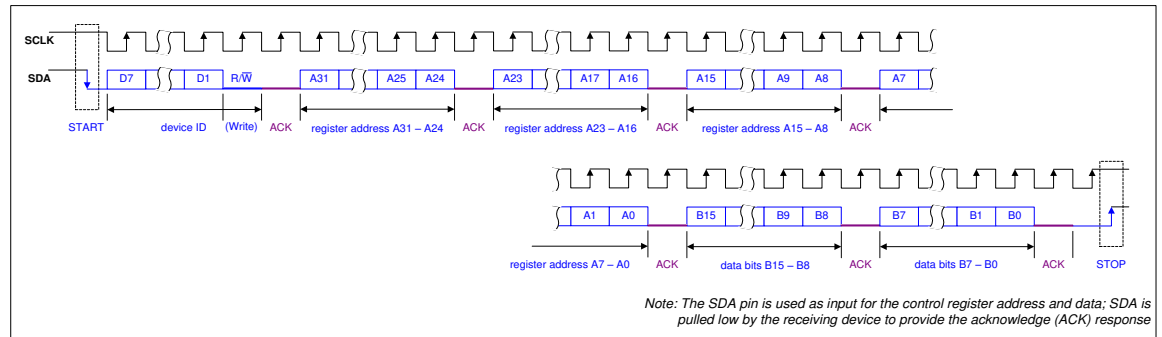 SCLK
SDA D7 D1 R/W̅ A31 A25 A24 A23 A17 A16 A15 A9 A8 A7
START device ID (Write) ACK register address A31 – A24 ACK register address A23 – A16 ACK register address A15 – A8 ACK
A1 A0 B15 B9 B8 B7 B1 B0
register address A7 – A0 ACK data bits B15 – B8 ACK data bits B7 – B0 ACK STOP
Note: The SDA pin is used as input for the control register address and data; SDA is
pulled low by the receiving device to provide the acknowledge (ACK) response